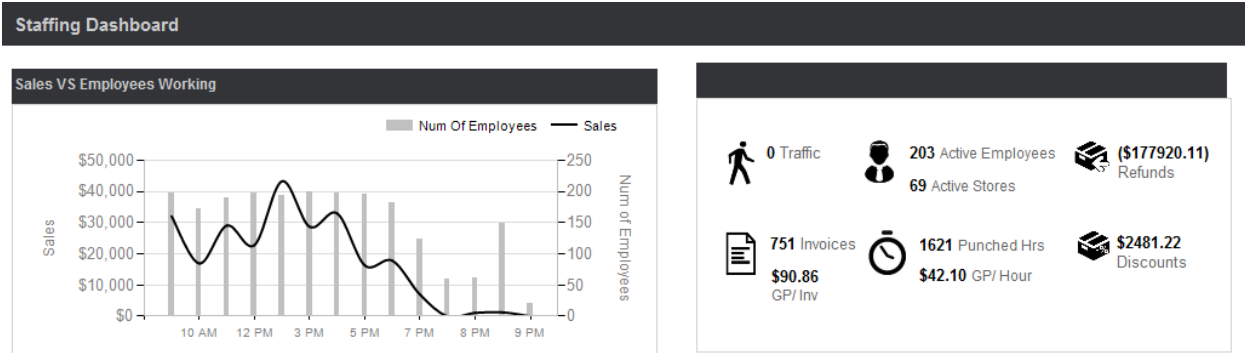 Staffing Dashboard
Sales VS Employees Working
Num Of Employees Sales
$50,000
$40,000
$30,000
$20,000
$10,000
$0
Sales
250
200
150
100
50
0
Num of Employees
10 AM 12 PM 3 PM 5 PM 7 PM 8 PM 9 PM
0 Traffic
203 Active Employees
69 Active Stores
($177920.11)
Refunds
751 Invoices
$90.86
GP/ Inv
1621 Punched Hrs
$42.10 GP/ Hour
$2481.22
Discounts